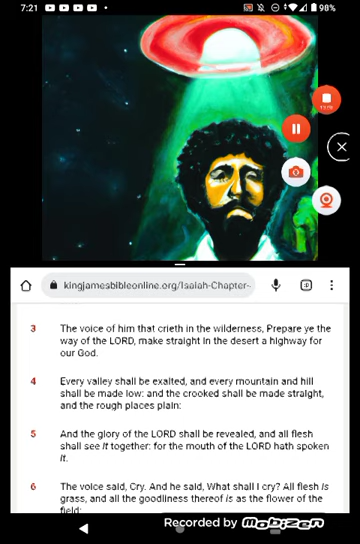 7:21
98%
kingjamesbibleonline.org/Isaiah-Chapter-
3 The voice of him that crieth in the wilderness, Prepare ye the
way of the LORD, make straight in the desert a highway for
our God.
4 Every valley shall be exalted, and every mountain and hill
shall be made low: and the crooked shall be made straight,
and the rough places plain:
5 And the glory of the LORD shall be revealed, and all flesh
shall see it together: for the mouth of the LORD hath spoken
it.
6 The voice said, Cry. And he said, What shall I cry? All flesh is
grass, and all the goodliness thereof is as the flower of the
field:
Recorded by Mobizen